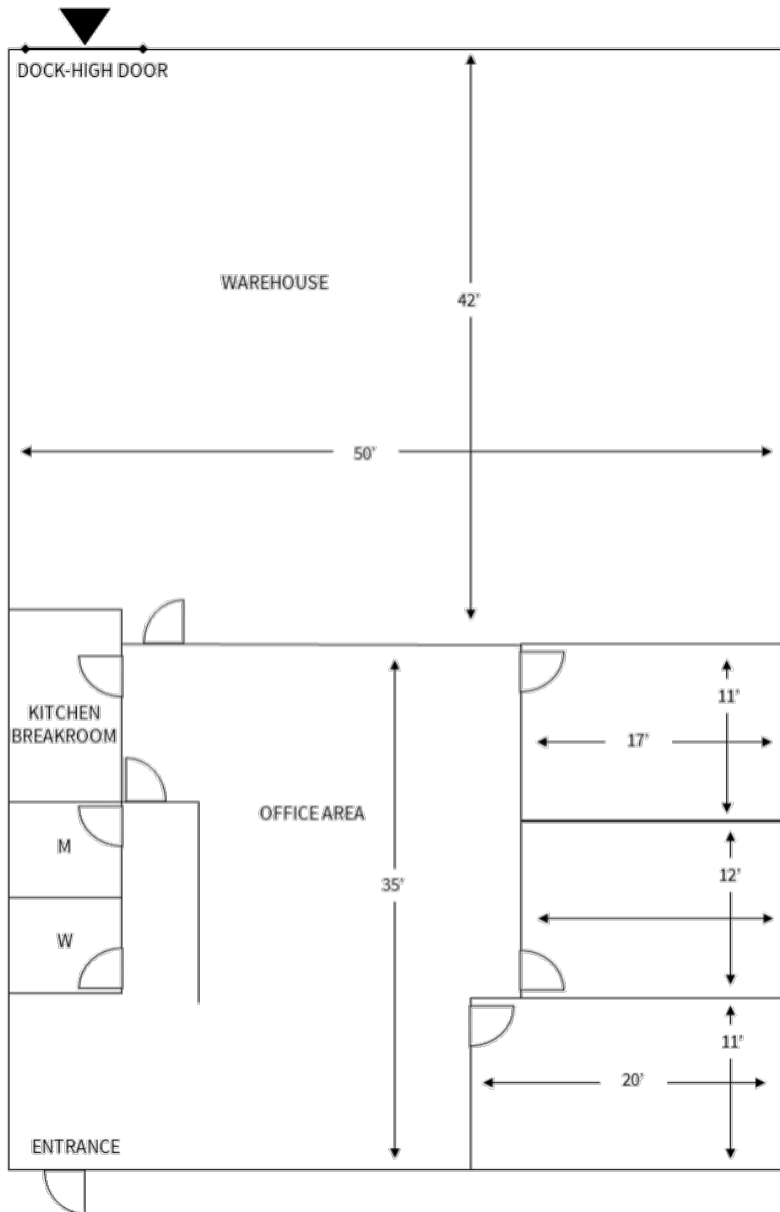 DOCK-HIGH DOOR
WAREHOUSE
42’
50’
11’
KITCHEN
BREAKROOM
17’
OFFICE AREA
M
12’
35’
W
11’
20’
ENTRANCE